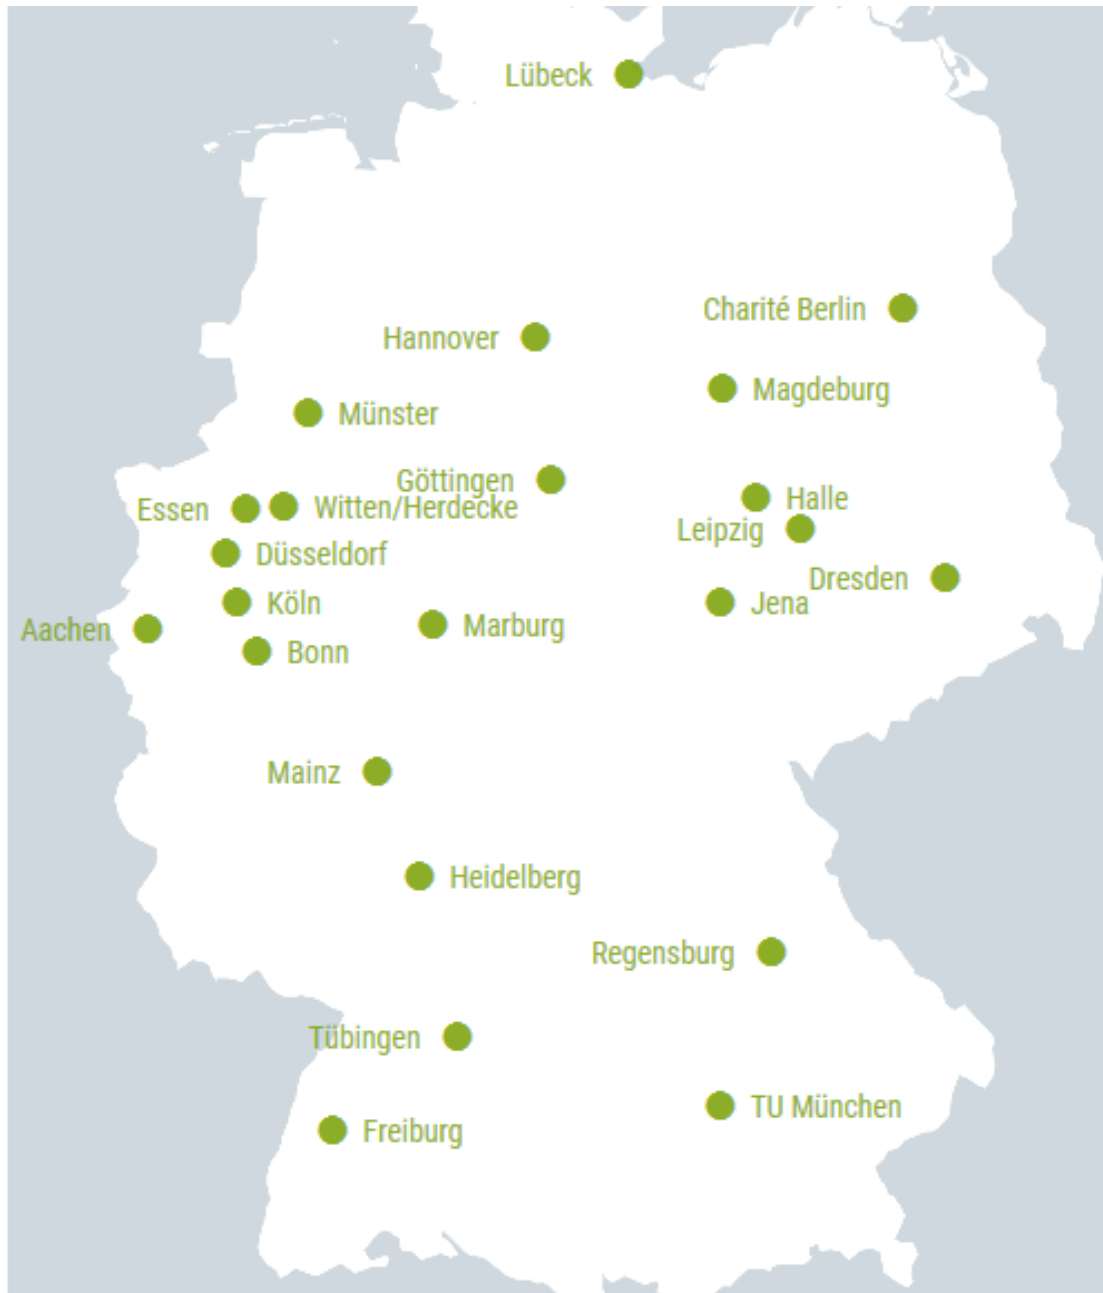 Lübeck
Charité Berlin
Hannover
Magdeburg
Münster
Göttingen
Halle
Witten/Herdecke
Essen
Leipzig
Düsseldorf
Dresden
Köln
Jena
Marburg
Aachen
Bonn
Mainz
Heidelberg
Regensburg
Tübingen
TU München
Freiburg